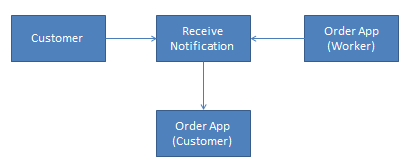 Customer
Receive
Notification
Order App
(Worker)
Order App
(Customer)